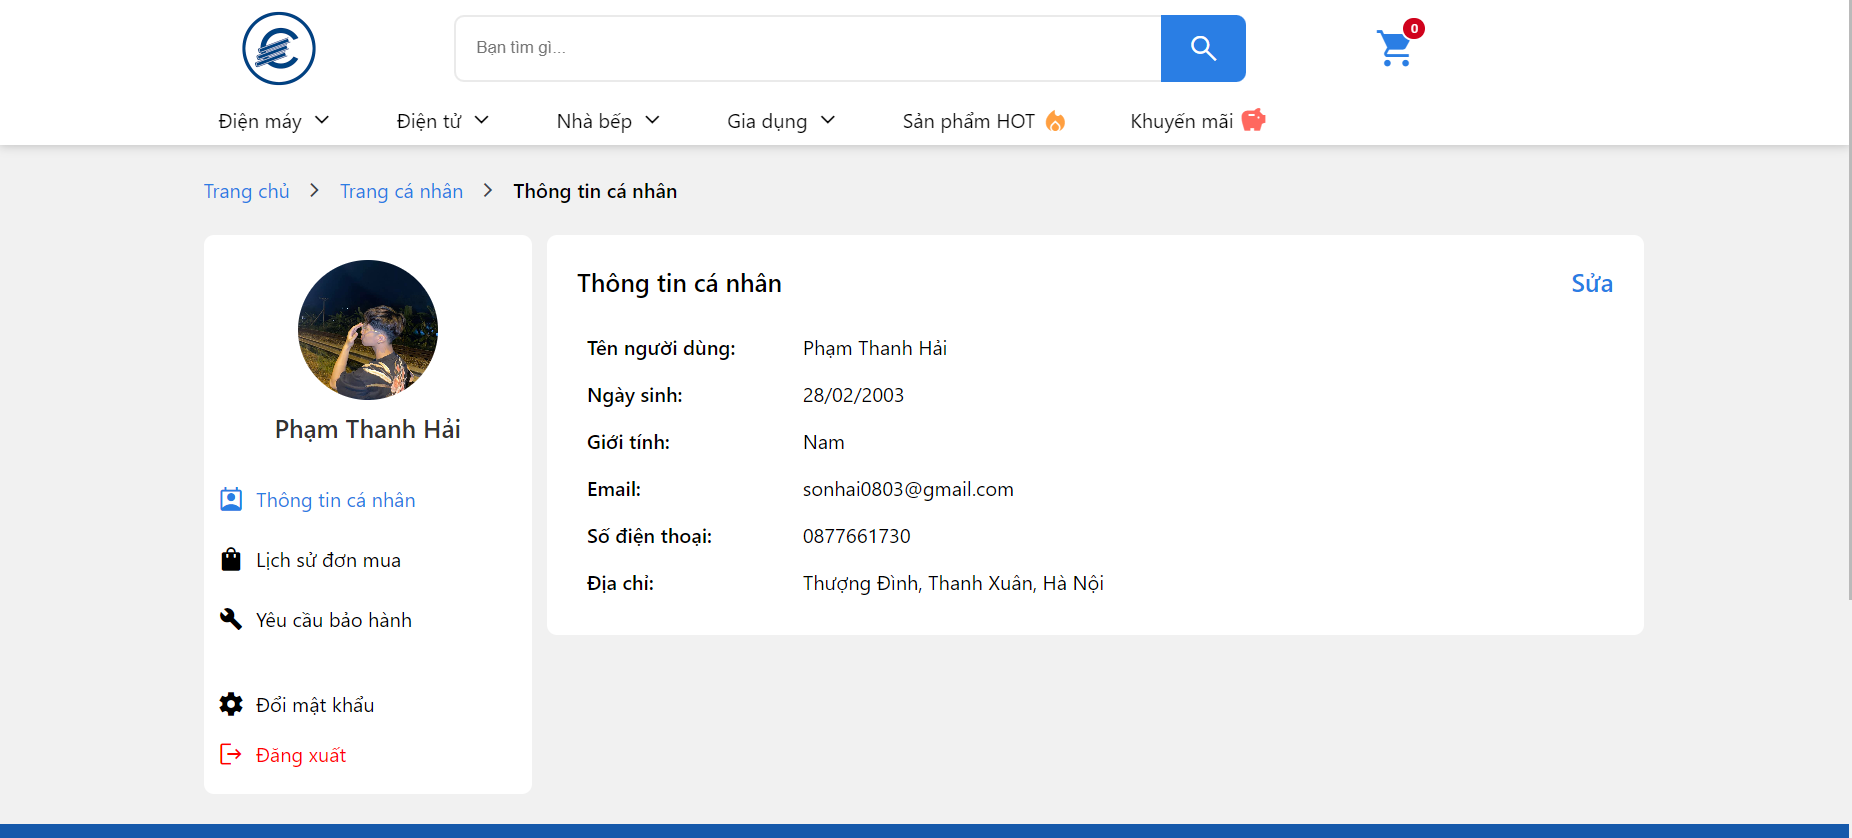 Bạn tìm gì...
0
Điện máy Điện tử Nhà bếp Gia dụng Sản phẩm HOT Khuyến mãi
Trang chủ > Trang cá nhân > Thông tin cá nhân
Phạm Thanh Hải
Thông tin cá nhân
Lịch sử đơn mua
Yêu cầu bảo hành
Đổi mật khẩu
Đăng xuất
Thông tin cá nhân Sửa
Tên người dùng: Phạm Thanh Hải
Ngày sinh: 28/02/2003
Giới tính: Nam
Email: sonhai0803@gmail.com
Số điện thoại: 0877661730
Địa chỉ: Thượng Đình, Thanh Xuân, Hà Nội